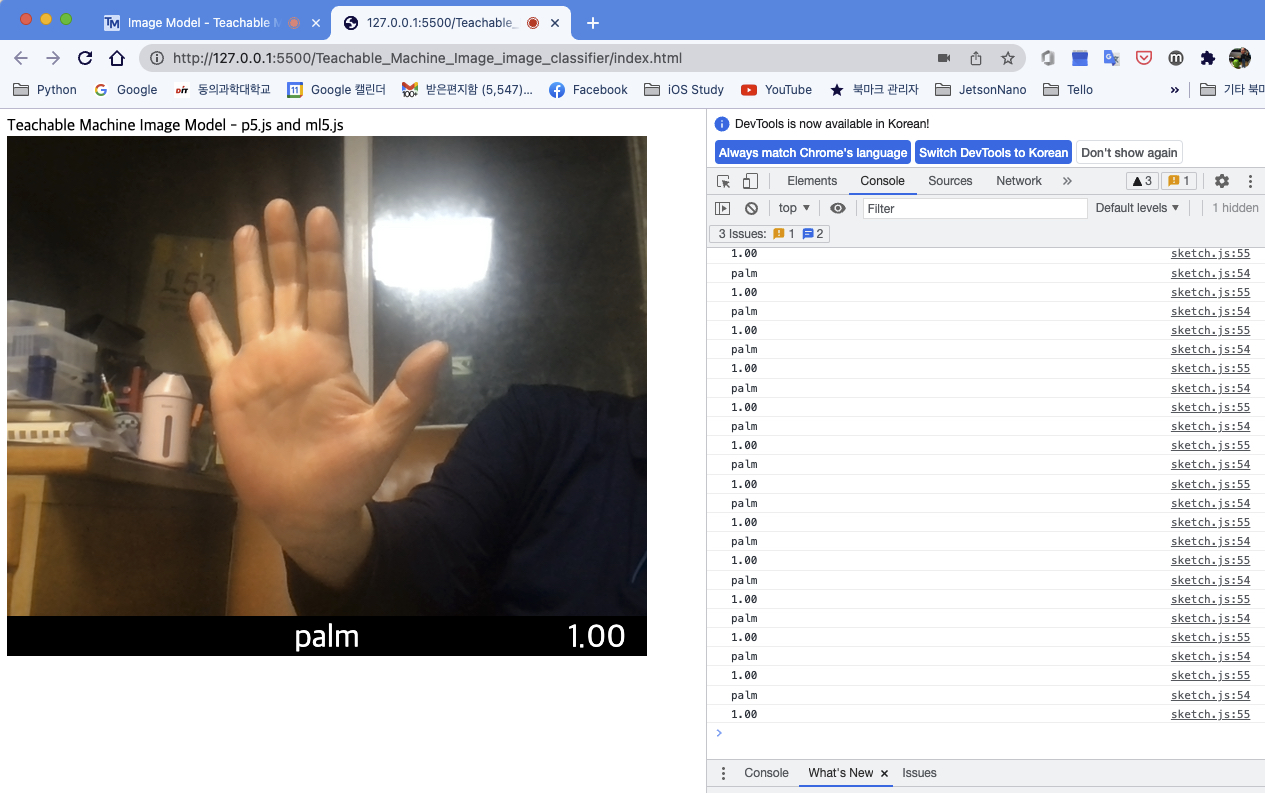 Image Model - Teachable M
127.0.0.1:5500/Teachable_
http://127.0.0.1:5500/Teachable_Machine_Image_image_classifier/index.html
Python
Google
DIT 동의과학대학교
11 Google 캘린더
100+ 받은편지함 (5,547)...
Facebook
iOS Study
YouTube
북마크 관리자
JetsonNano
Tello
»
기타 북마
Teachable Machine Image Model - p5.js and ml5.js
£53
palm 1.00
DevTools is now available in Korean!
Always match Chrome's language Switch DevTools to Korean Don't show again
Elements Console Sources Network » 3 1
top ▼ Filter Default levels ▼ 1 hidden
3 Issues: 1 2
1.00 sketch.js:55
palm sketch.js:54
1.00 sketch.js:55
palm sketch.js:54
1.00 sketch.js:55
palm sketch.js:54
1.00 sketch.js:55
palm sketch.js:54
1.00 sketch.js:55
palm sketch.js:54
1.00 sketch.js:55
palm sketch.js:54
1.00 sketch.js:55
palm sketch.js:54
1.00 sketch.js:55
palm sketch.js:54
1.00 sketch.js:55
palm sketch.js:54
1.00 sketch.js:55
palm sketch.js:54
1.00 sketch.js:55
palm sketch.js:54
1.00 sketch.js:55
palm sketch.js:54
1.00 sketch.js:55
>
Console What's New × Issues